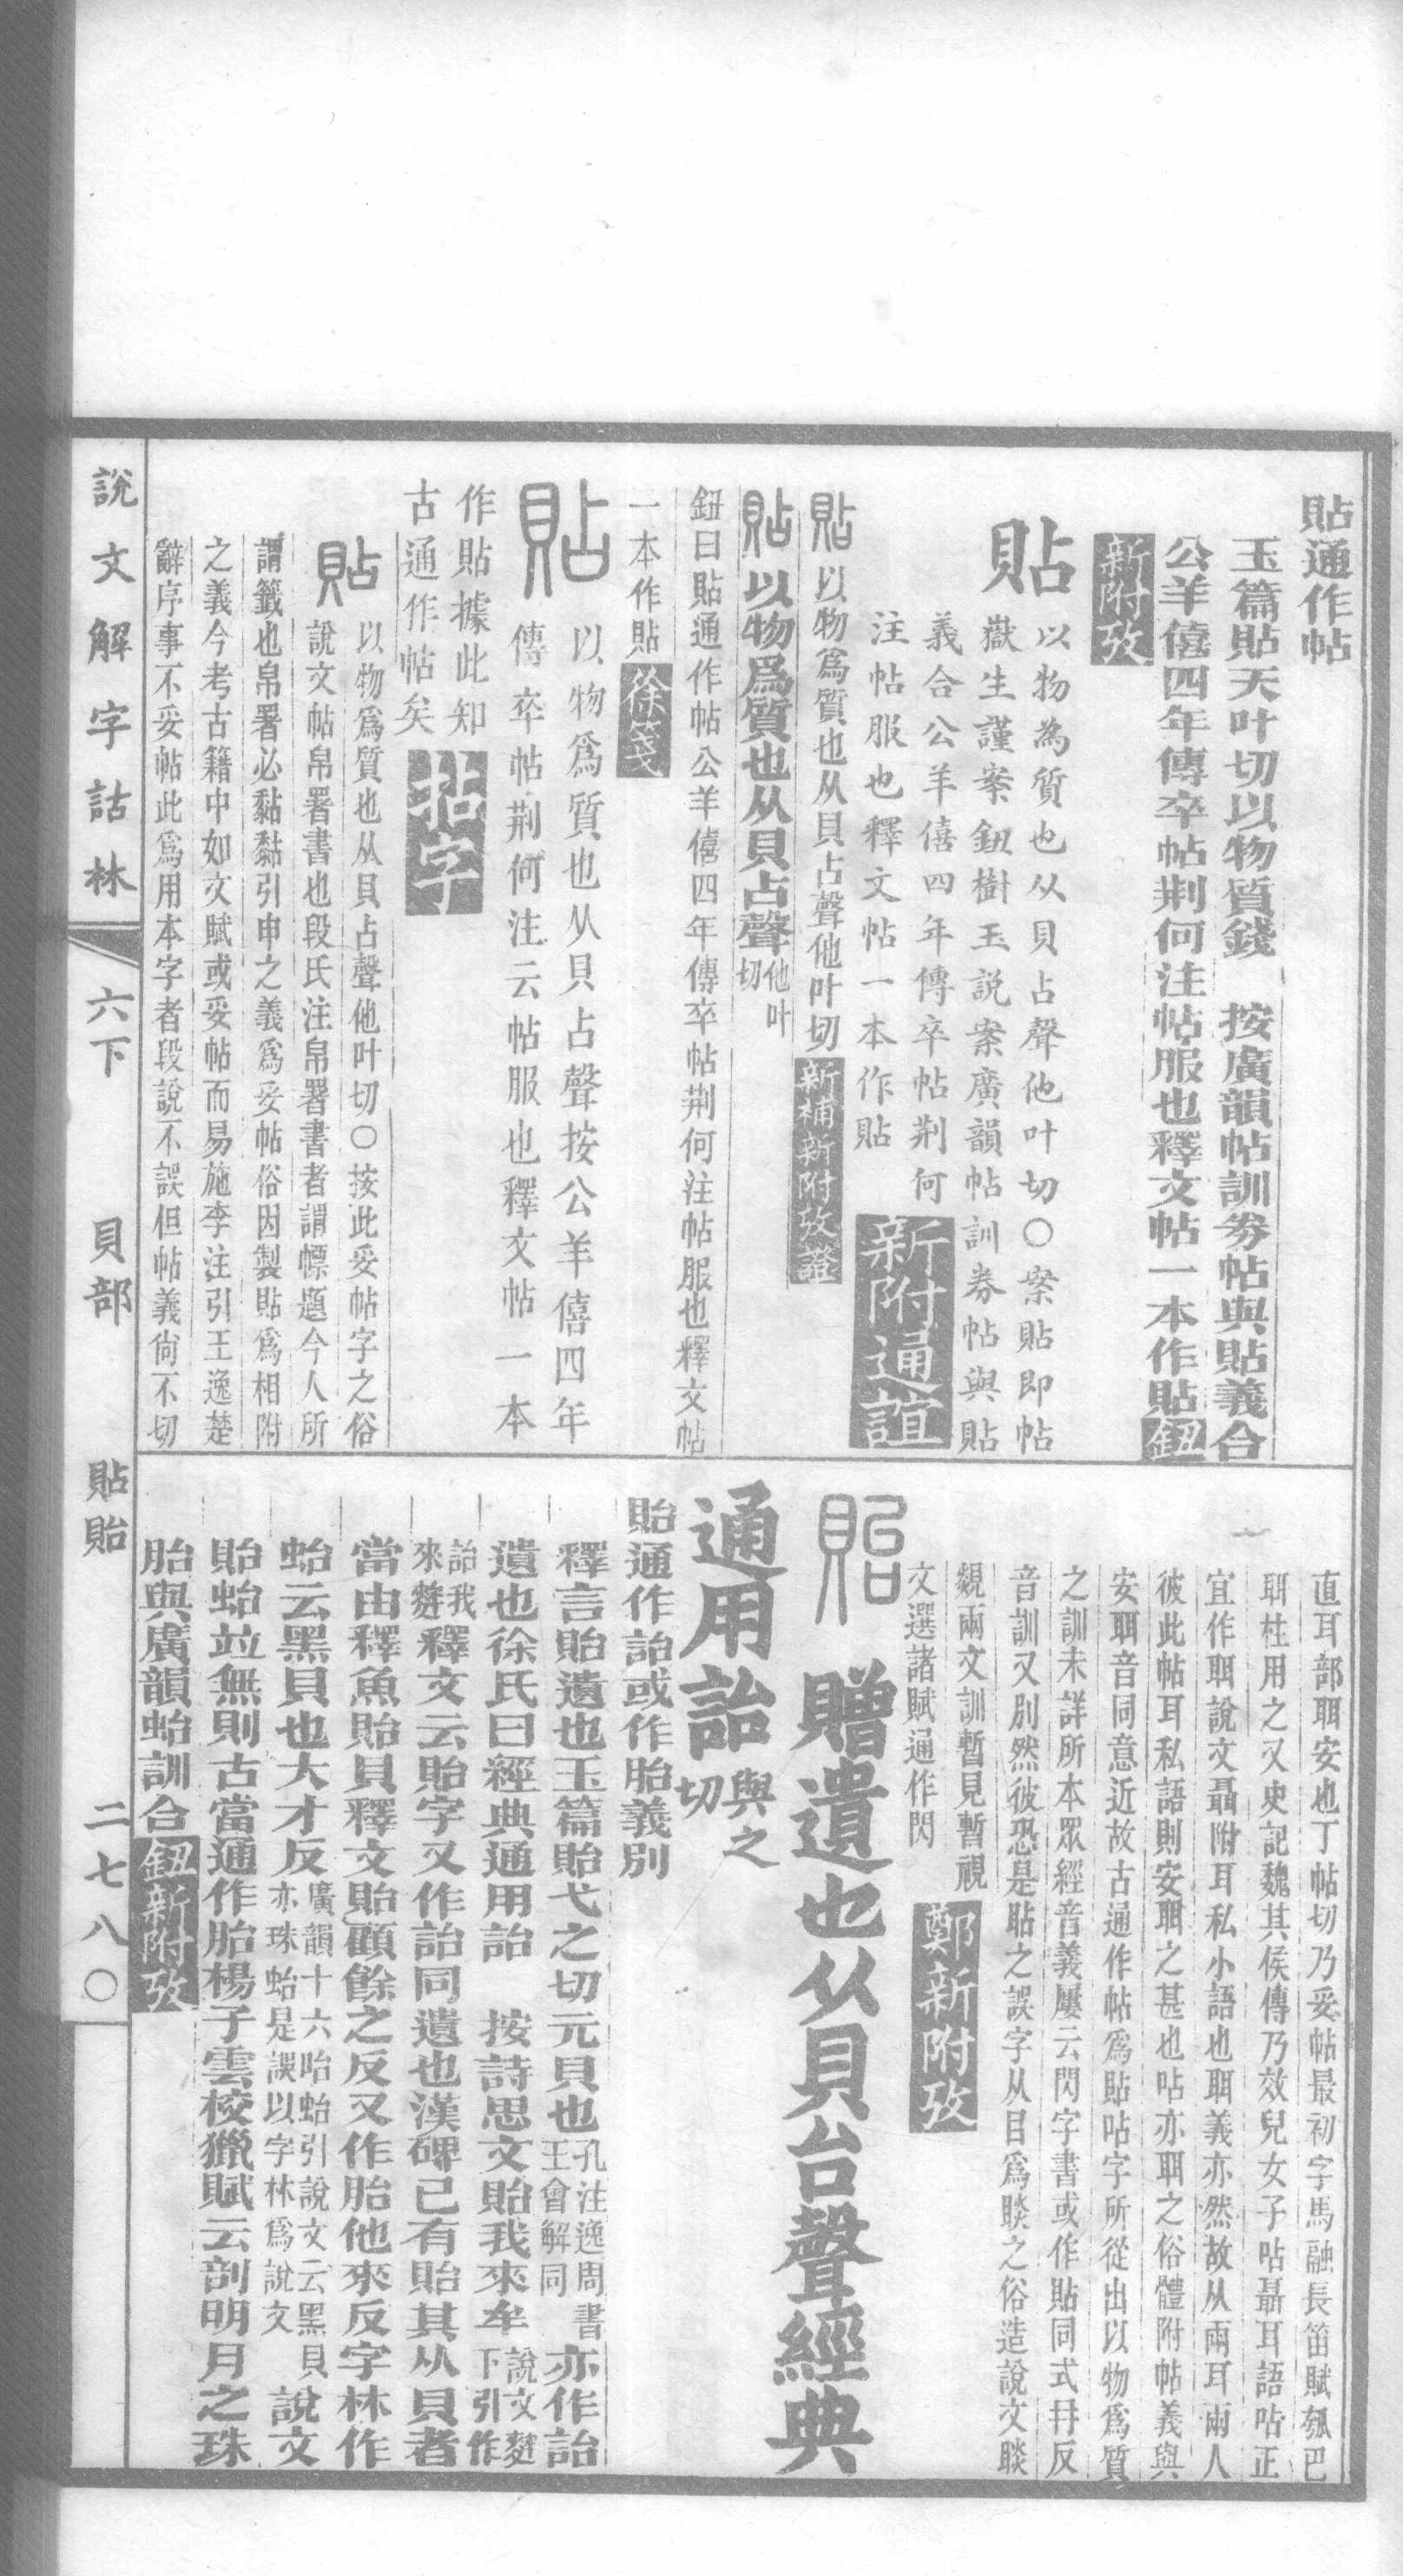 貼通作帖
玉篇貼天叶切以物質錢　按廣韻帖訓券帖與貼義合
公羊僖四年傳卒帖荆何注帖服也釋文帖一本作貼鈕
新附攷
貼　以物為質也从貝占聲他叶切○案貼即帖
嶽生謹案鈕樹玉説案廣韻帖訓券帖與貼
義合公羊僖四年傳卒帖荆何
注帖服也釋文帖一本作貼　新附通誼
貼以物爲質也从貝占聲他叶切　新補新附攷證
貼以物爲質也从貝占聲他叶切
鈕曰貼通作帖公羊僖四年傳卒帖荆何注帖服也釋文帖
一本作貼　徐箋
貼　以物爲質也从貝占聲按公羊僖四年
傳卒帖荆何注云帖服也釋文帖一本
作貼據此知
古通作帖矣
貼　以物爲質也从貝占聲他叶切○按此妥帖字之俗
說文帖帛署書也段氏注帛署書者謂幖題今人所
謂籤也帛署必黏黏引申之義爲妥帖俗因製貼爲相附
之義今考古籍中如文賦或妥帖而易施李注引王逸楚
辭序事不妥帖此爲用本字者段說不誤但帖義尙不切
直耳部耴安也丁帖切乃妥帖最初字馬融長笛賦瓠巴
耴柱用之又史記魏其侯傳乃效兒女子呫聶耳語呫正
宜作耴說文聶附耳私小語也耴義亦然故从兩耳兩人
彼此帖耳私語則安耴之甚也呫亦耴之俗體附帖義與
安耴音同意近故古通作帖爲貼呫字所從出以物爲質
之訓未詳所本眾經音義屢云閃字書或作貼同式冄反
音訓又別然彼恐是䀡之誤字从目爲睒之俗造說文睒
覢兩文訓暫見暫視
文選諸賦通作閃　鄭新附攷
貽　贈遺也从貝台聲經典
通用詒與之切
貽通作詒或作胎義別
釋言貽遺也玉篇貽弋之切元貝也孔注逸周書王會解同亦作詒
遺也徐氏曰經典通用詒　按詩思文貽我來牟說文麰下引作
詒我來麰釋文云貽字又作詒同遺也漢碑已有貽其从貝者
當由釋魚貽貝釋文貽顧餘之反又作胎他來反字林作
蛤云黑貝也大才反廣韻十六咍蛤引說文云黑貝亦珠蛤是誤以字林爲說文說文
貽蛤並無則古當通作胎楊子雲校獵賦云剖明月之珠
胎與廣韻蛤訓合　鈕新附攷
說文解字詁林
六下　貝部　貼貽
二七八〇